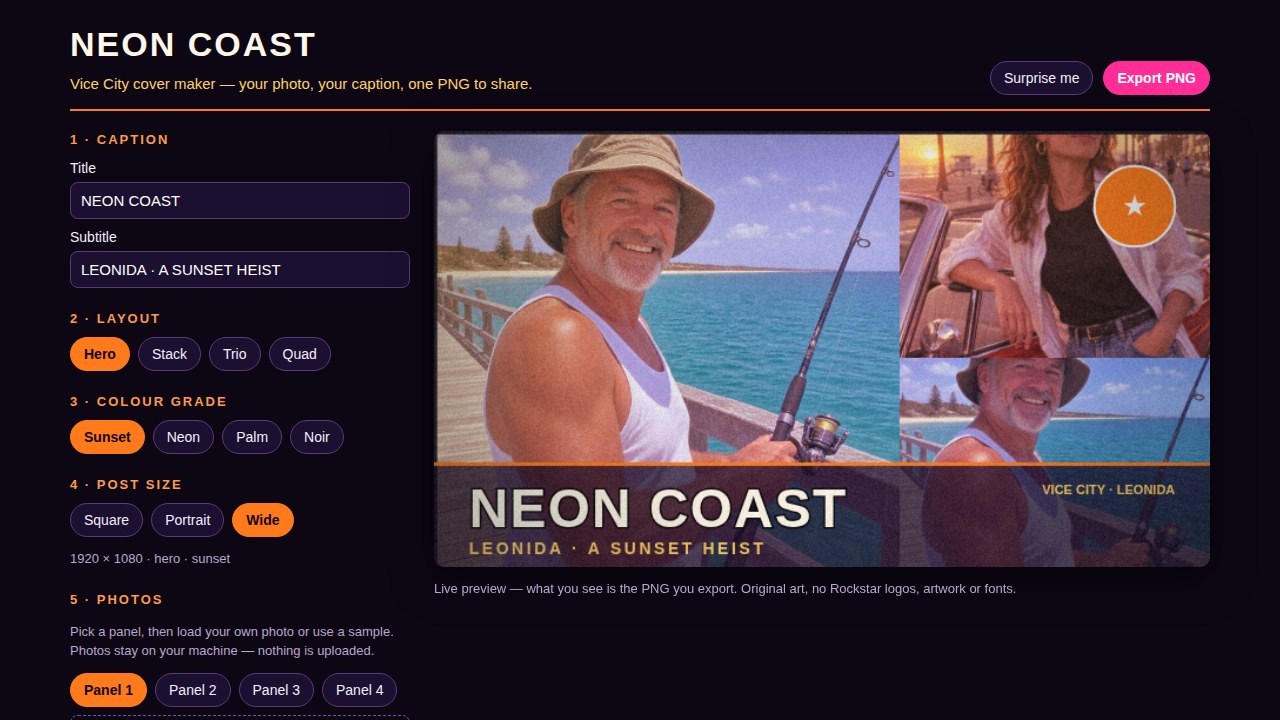 NEON COAST
Vice City cover maker — your photo, your caption, one PNG to share.
Surprise me
Export PNG
1 · CAPTION
Title
NEON COAST
Subtitle
LEONIDA · A SUNSET HEIST
2 · LAYOUT
Hero Stack Trio Quad
3 · COLOUR GRADE
Sunset Neon Palm Noir
4 · POST SIZE
Square Portrait Wide
1920 × 1080 · hero · sunset
5 · PHOTOS
Pick a panel, then load your own photo or use a sample.
Photos stay on your machine — nothing is uploaded.
Panel 1 Panel 2 Panel 3 Panel 4
NEON COAST
LEONIDA · A SUNSET HEIST
VICE CITY · LEONIDA
Live preview — what you see is the PNG you export. Original art, no Rockstar logos, artwork or fonts.